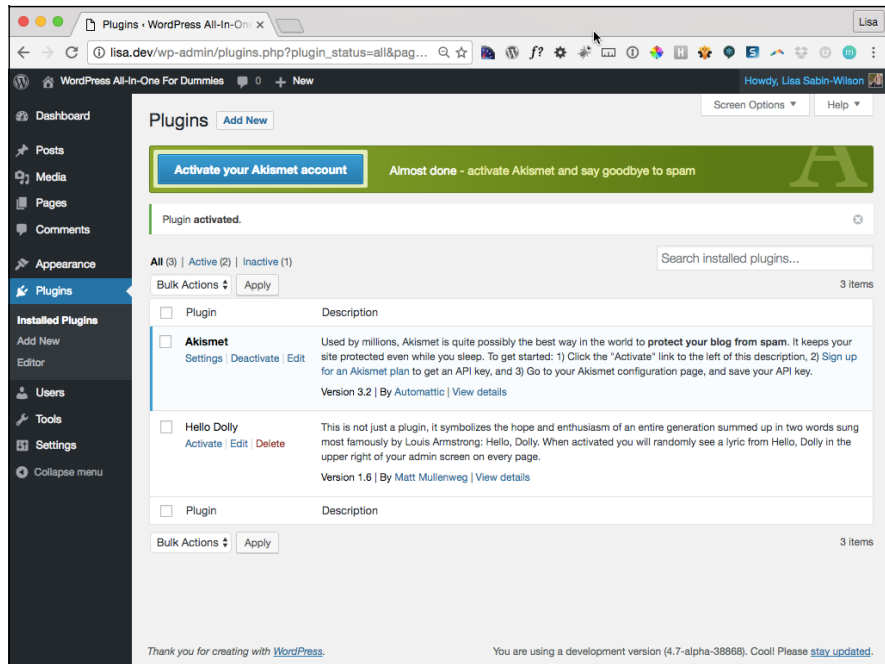 Plugins ‹ WordPress All-In-One
Lisa
lisa.dev/wp-admin/plugins.php?plugin_status=all&pag...
f?
H
S
m
WordPress All-In-One For Dummies
0
New
Howdy, Lisa Sabin-Wilson
Dashboard
Posts
Media
Pages
Comments
Appearance
Plugins
Installed Plugins
Add New
Editor
Users
Tools
Settings
Collapse menu
Screen Options
Help
Plugins
Add New
Activate your Akismet account
Almost done - activate Akismet and say goodbye to spam
A
Plugin activated.
All (3) | Active (2) | Inactive (1)
Search installed plugins...
Bulk Actions
Apply
3 items
Plugin
Description
Akismet
Settings | Deactivate | Edit
Used by millions, Akismet is quite possibly the best way in the world to protect your blog from spam. It keeps your
site protected even while you sleep. To get started: 1) Click the "Activate" link to the left of this description, 2) Sign up
for an Akismet plan to get an API key, and 3) Go to your Akismet configuration page, and save your API key.
Version 3.2 | By Automattic | View details
Hello Dolly
Activate | Edit | Delete
This is not just a plugin, it symbolizes the hope and enthusiasm of an entire generation summed up in two words sung
most famously by Louis Armstrong: Hello, Dolly. When activated you will randomly see a lyric from Hello, Dolly in the
upper right of your admin screen on every page.
Version 1.6 | By Matt Mullenweg | View details
Plugin
Description
Bulk Actions
Apply
3 items
Thank you for creating with WordPress.
You are using a development version (4.7-alpha-38868). Cool! Please stay updated.